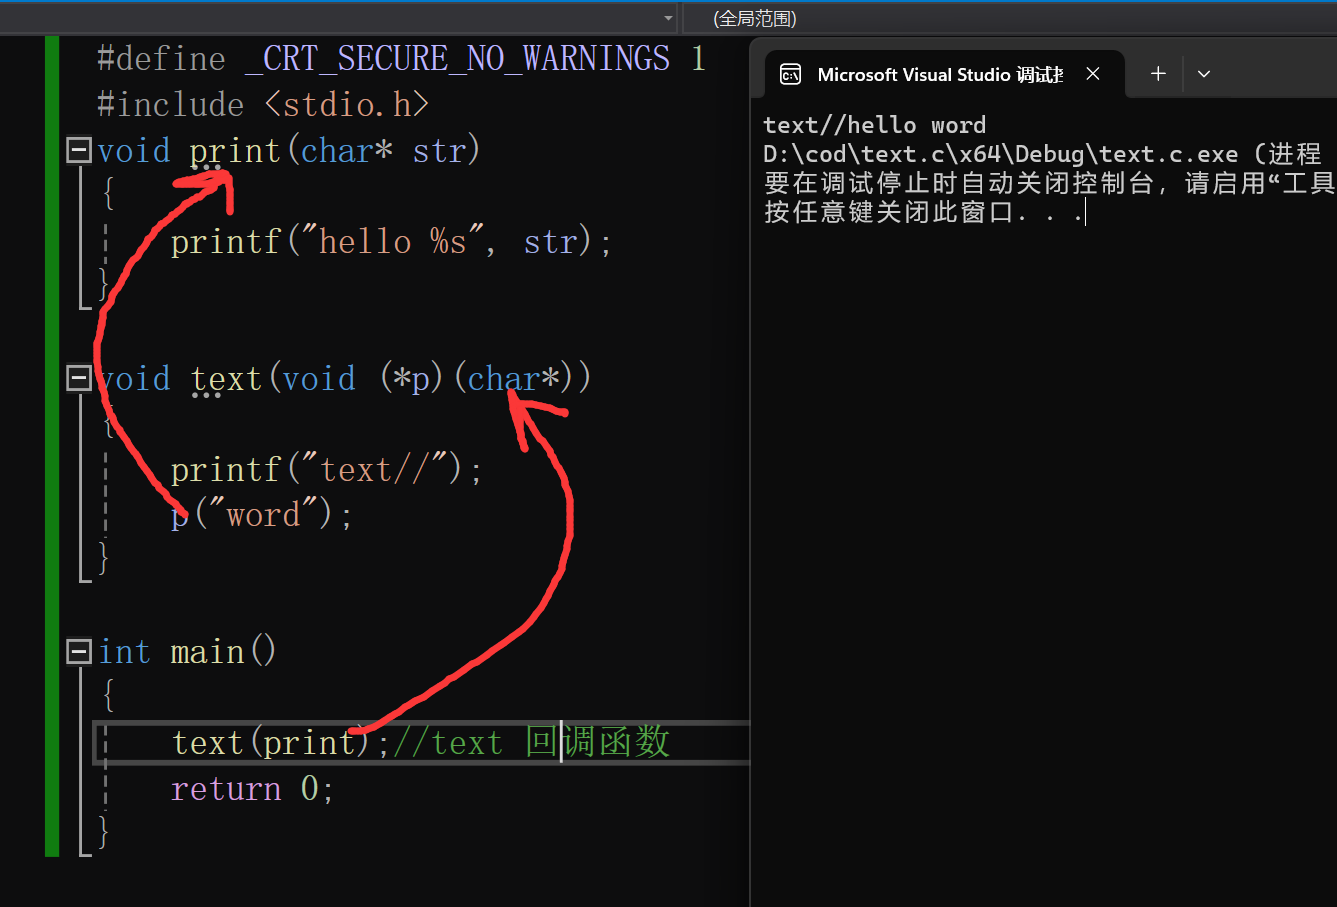 (全局范围)
#define _CRT_SECURE_NO_WARNINGS 1
#include <stdio.h>
void print(char* str)
{
printf("hello %s", str);
}
void text(void (*p)(char*))
{
printf("text//");
p("word");
}
int main()
{
text(print);//text 回调函数
return 0;
}
Microsoft Visual Studio 调试
text//hello word
D:\cod\text.c\x64\Debug\text.c.exe (进程
要在调试停止时自动关闭控制台，请启用“工具
按任意键关闭此窗口. . .